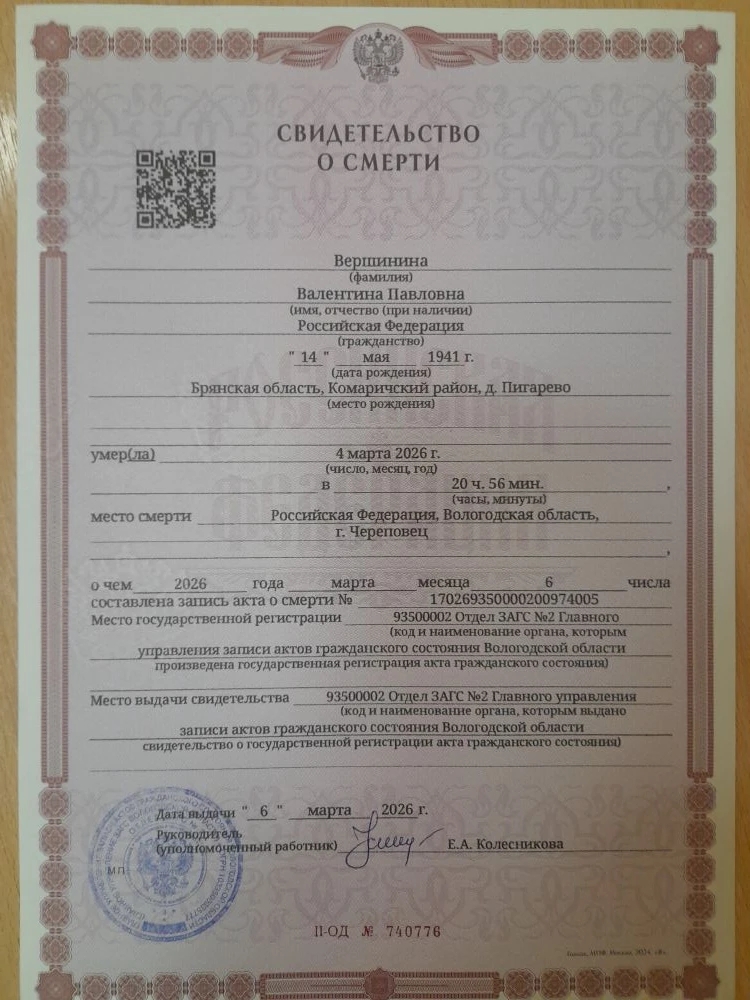 СВИДЕТЕЛЬСТВО
О СМЕРТИ
Вершинина
(фамилия)
Валентина Павловна
(имя, отчество (при наличии)
Российская Федерация
(гражданство)
" 14 " мая 1941 г.
(дата рождения)
Брянская область, Комаричский район, д. Пигарево
(место рождения)
умер(ла) 4 марта 2026 г.
(число, месяц, год)
в 20 ч. 56 мин. ,
(часы, минуты)
место смерти Российская Федерация, Вологодская область,
г. Череповец
,
о чем 2026 года марта месяца 6 числа
составлена запись акта о смерти № 170269350000200974005
Место государственной регистрации 93500002 Отдел ЗАГС №2 Главного
(код и наименование органа, которым
управления записи актов гражданского состояния Вологодской области
произведена государственная регистрация акта гражданского состояния)
Место выдачи свидетельства 93500002 Отдел ЗАГС №2 Главного управления
(код и наименование органа, которым выдано
записи актов гражданского состояния Вологодской области
свидетельство о государственной регистрации акта гражданского состояния)
Дата выдачи " 6 " марта 2026 г.
Руководитель
(уполномоченный работник) Е.А. Колесникова
МП
II-ОД № 740776